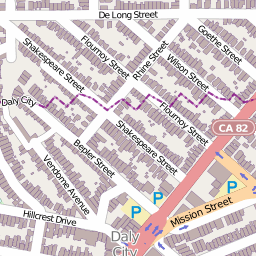 De Long Street
Goethe Street
Flournoy Street
Shakespeare Street
Rhine Street
Wilson Street
Daly City
Flournoy Street
CA 82
Shakespeare Street
Bepler Street
Vendome Avenue
P
P
P
Hillcrest Drive
Mission Street
Daly
City